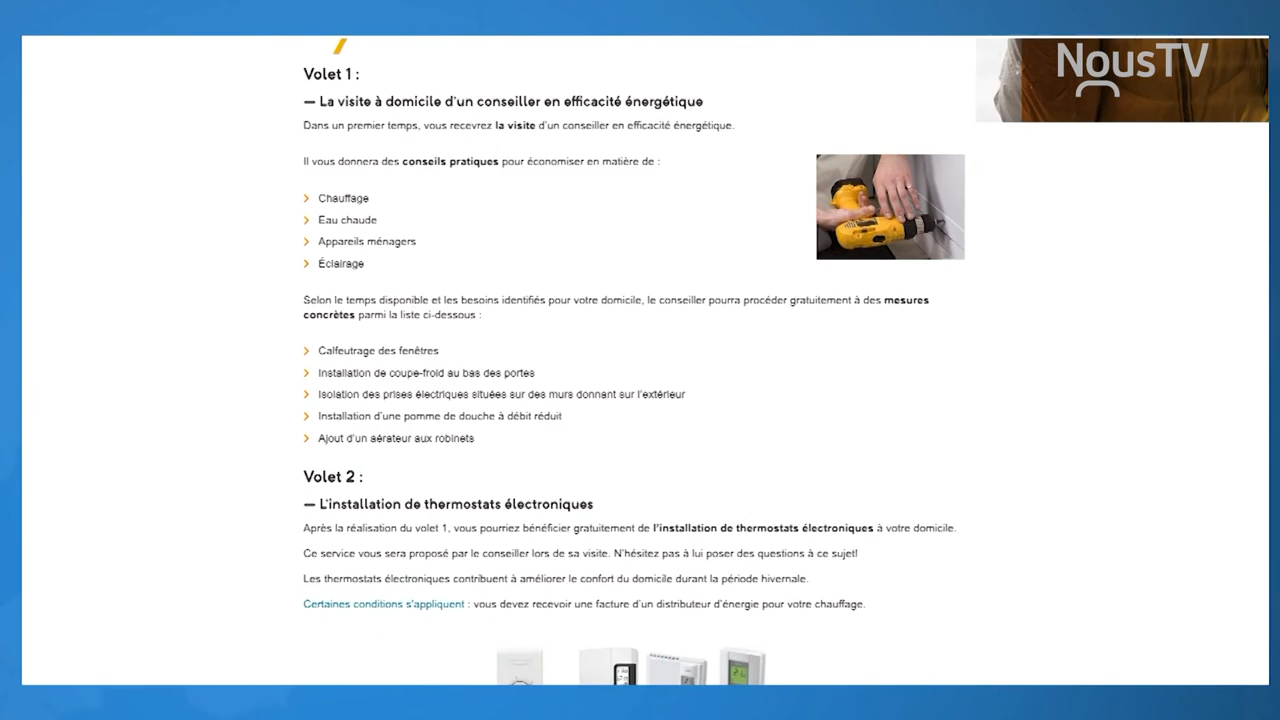 NousTV
Volet 1 :
— La visite à domicile d'un conseiller en efficacité énergétique
Dans un premier temps, vous recevrez la visite d'un conseiller en efficacité énergétique.
Il vous donnera des conseils pratiques pour économiser en matière de :
Chauffage
Eau chaude
Appareils ménagers
Éclairage
Selon le temps disponible et les besoins identifiés pour votre domicile, le conseiller pourra procéder gratuitement à des mesures
concrètes parmi la liste ci-dessous :
Calfeutrage des fenêtres
Installation de coupe-froid au bas des portes
Isolation des prises électriques situées sur des murs donnant sur l'extérieur
Installation d'une pomme de douche à débit réduit
Ajout d'un aérateur aux robinets
Volet 2 :
— L'installation de thermostats électroniques
Après la réalisation du volet 1, vous pourriez bénéficier gratuitement de l'installation de thermostats électroniques à votre domicile.
Ce service vous sera proposé par le conseiller lors de sa visite. N'hésitez pas à lui poser des questions à ce sujet!
Les thermostats électroniques contribuent à améliorer le confort du domicile durant la période hivernale.
Certaines conditions s'appliquent : vous devez recevoir une facture d'un distributeur d'énergie pour votre chauffage.